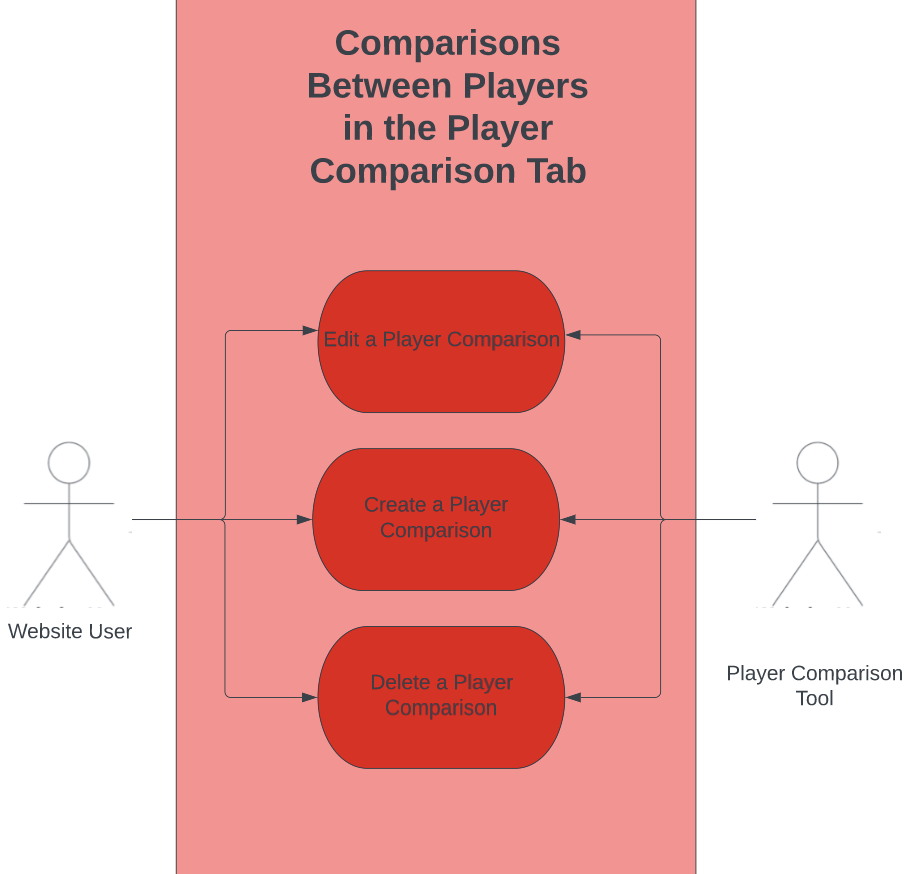 Comparisons
Between Players
in the Player
Comparison Tab
Edit a Player Comparison
Create a Player
Comparison
Delete a Player
Comparison
Website User
Player Comparison
Tool